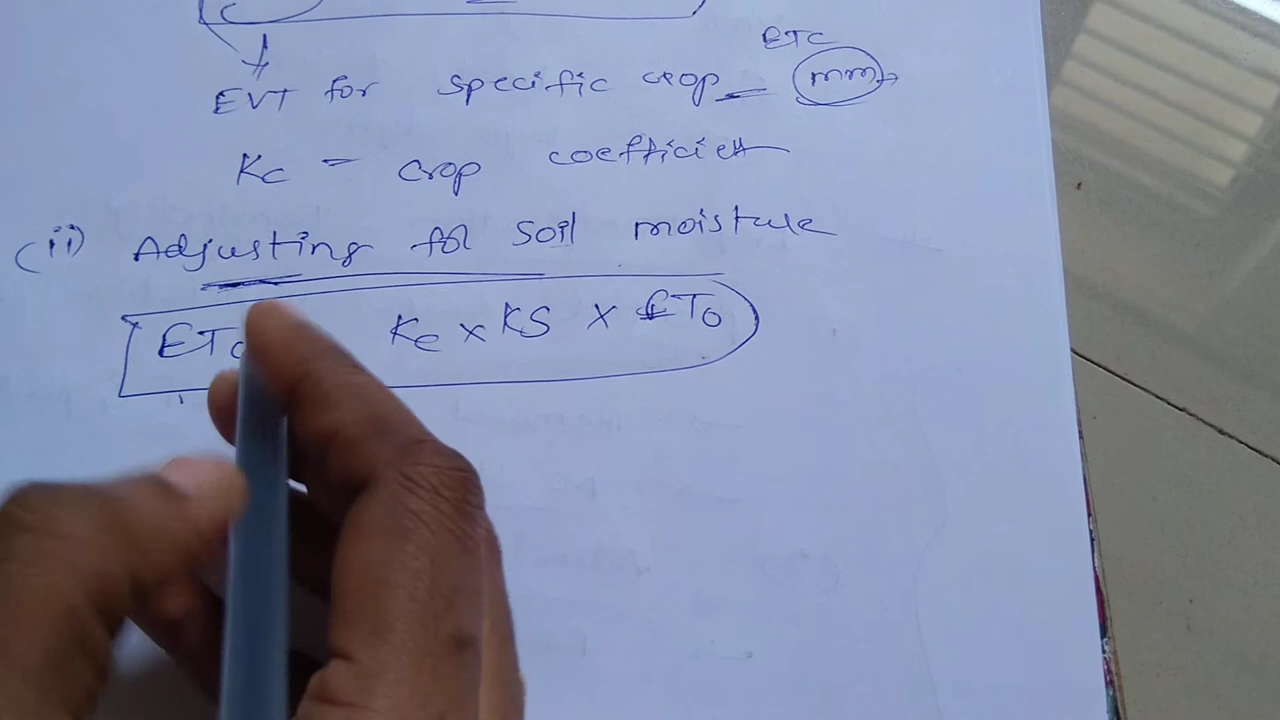 ETC
EVT for specific crop = mm
Kc = crop coefficient
(ii) Adjusting for soil moisture
ETc Kc x KS x ETo